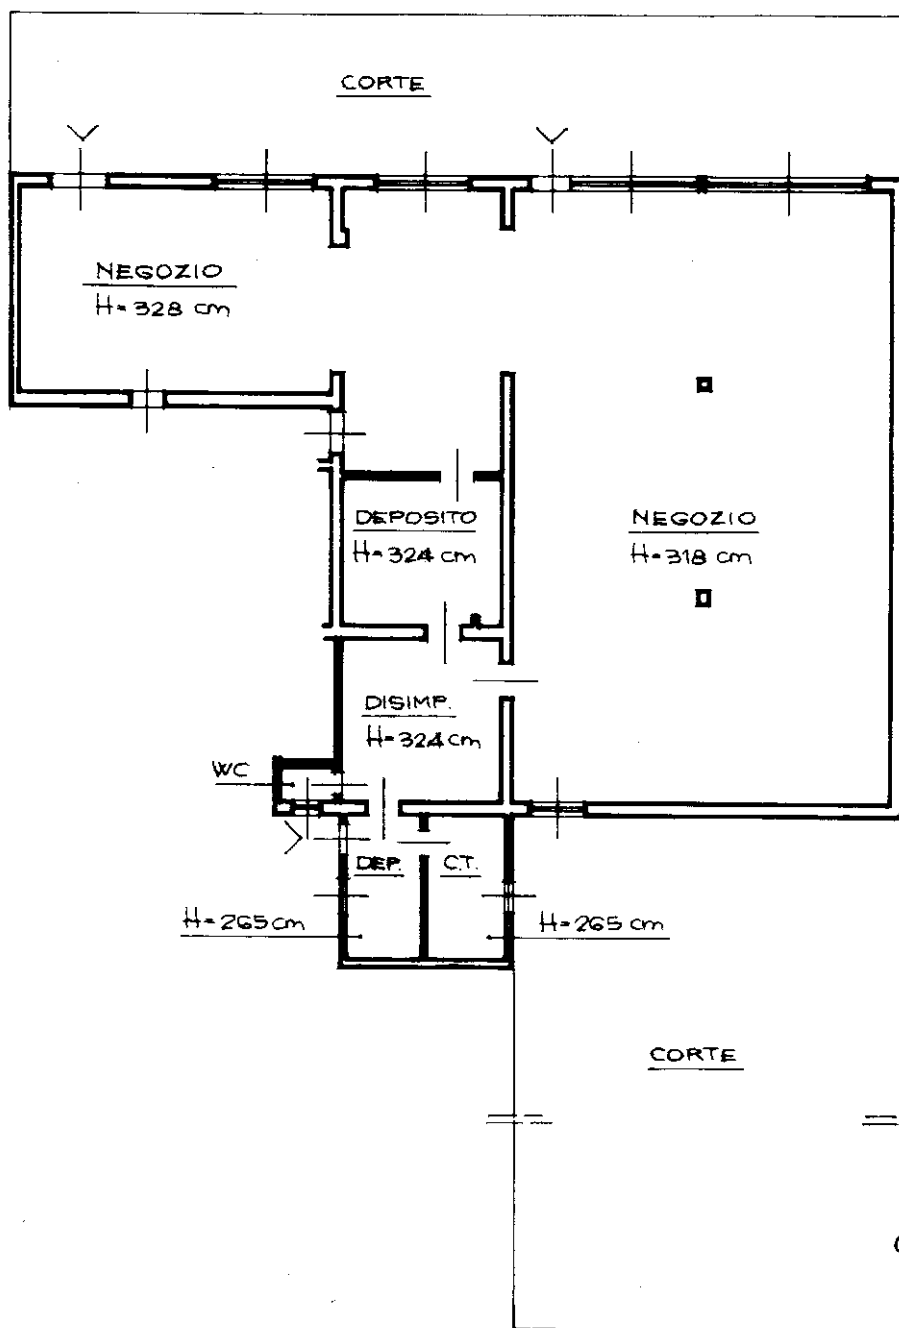 CORTE
NEGOZIO
H=328 cm
DEPOSITO
H=324 cm
NEGOZIO
H=318 cm
DISIMP.
H=324 cm
WC
DEP.
C.T.
H=265 cm
H=265 cm
CORTE